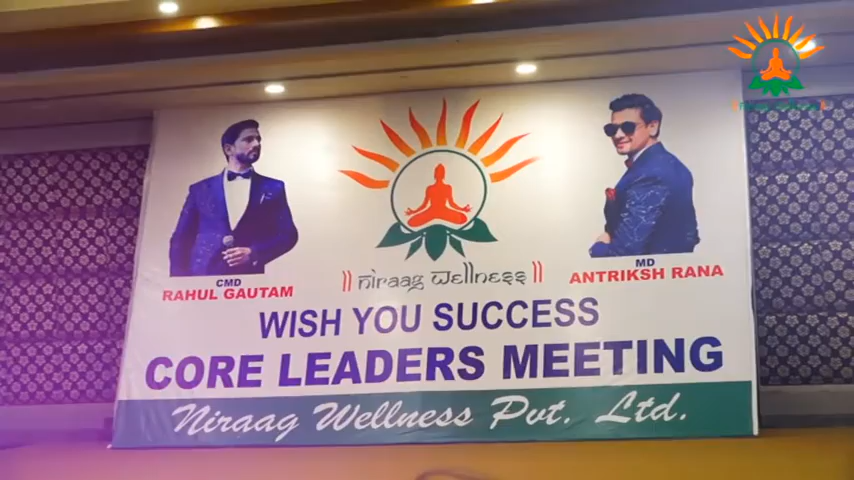 CMD
RAHUL GAUTAM
|| niraag wellness ||
MD
ANTRIKSH RANA
WISH YOU SUCCESS
CORE LEADERS MEETING
Niraag Wellness Pvt. Ltd.